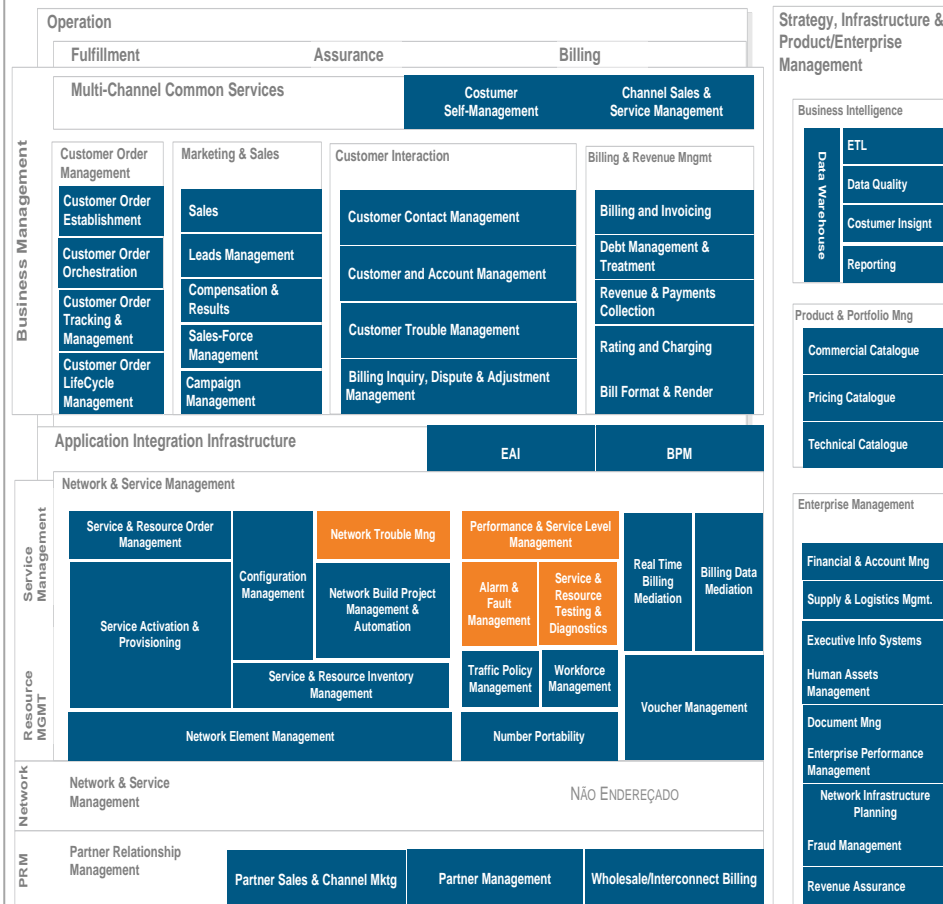 Operation
Fulfillment
Assurance
Billing
Multi-Channel Common Services
Costumer
Self-Management
Channel Sales &
Service Management
Business Management
Customer Order
Management
Customer Order
Establishment
Customer Order
Orchestration
Customer Order
Tracking &
Management
Customer Order
LifeCycle
Management
Marketing & Sales
Sales
Leads Management
Compensation &
Results
Sales-Force
Management
Campaign
Management
Customer Interaction
Customer Contact Management
Customer and Account Management
Customer Trouble Management
Billing Inquiry, Dispute & Adjustment
Management
Billing & Revenue Mngmt
Billing and Invoicing
Debt Management &
Treatment
Revenue & Payments
Collection
Rating and Charging
Bill Format & Render
Application Integration Infrastructure
EAI
BPM
Network & Service Management
Service
Management
Resource
MGMT
Service & Resource Order
Management
Configuration
Management
Network Trouble Mng
Performance & Service Level
Management
Real Time
Billing
Mediation
Billing Data
Mediation
Service Activation &
Provisioning
Network Build Project
Management &
Automation
Alarm &
Fault
Management
Service &
Resource
Testing &
Diagnostics
Service & Resource Inventory
Management
Traffic Policy
Management
Workforce
Management
Voucher Management
Network Element Management
Number Portability
Network
Network & Service
Management
NÃO ENDEREÇADO
PRM
Partner Relationship
Management
Partner Sales & Channel Mktg
Partner Management
Wholesale/Interconnect Billing
Strategy, Infrastructure &
Product/Enterprise
Management
Business Intelligence
Data Warehouse
ETL
Data Quality
Costumer Insignt
Reporting
Product & Portfolio Mng
Commercial Catalogue
Pricing Catalogue
Technical Catalogue
Enterprise Management
Financial & Account Mng
Supply & Logistics Mgmt.
Executive Info Systems
Human Assets
Management
Document Mng
Enterprise Performance
Management
Network Infrastructure
Planning
Fraud Management
Revenue Assurance